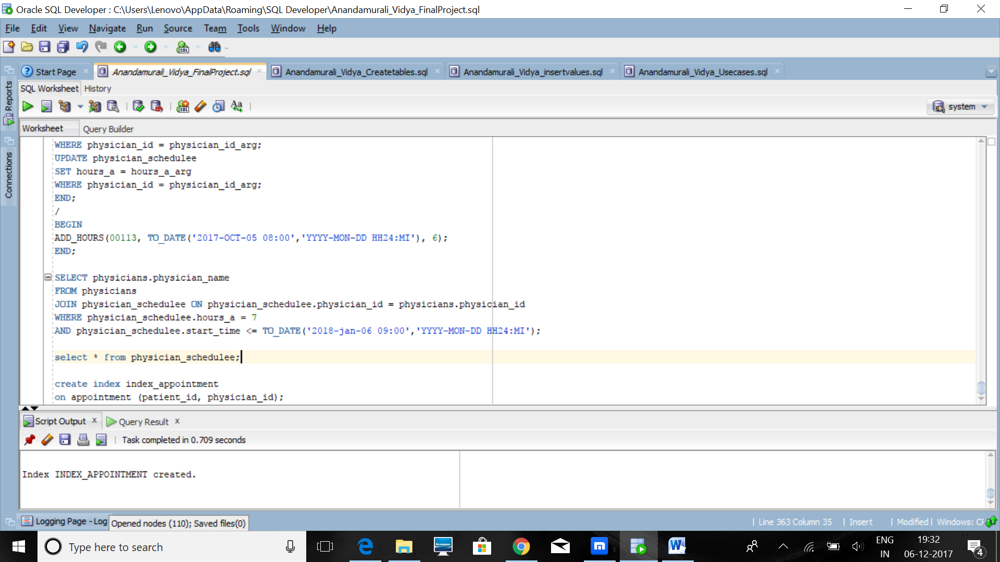 Oracle SQL Developer : C:\Users\Lenovo\AppData\Roaming\SQL Developer\Anandamurali_Vidya_FinalProject.sql
File Edit View Navigate Run Source Team Tools Window Help
Start Page Anandamurali_Vidya_FinalProject.sql Anandamurali_Vidya_Createtables.sql Anandamurali_Vidya_insertvalues.sql Anandamurali_Vidya_Usecases.sql
Reports
Connections
SQL Worksheet History
system
Worksheet Query Builder
WHERE physician_id = physician_id_arg;
UPDATE physician_schedulee
SET hours_a = hours_a_arg
WHERE physician_id = physician_id_arg;
END;
/
BEGIN
ADD_HOURS(00113, TO_DATE('2017-OCT-05 08:00','YYYY-MON-DD HH24:MI'), 6);
END;
SELECT physicians.physician_name
FROM physicians
JOIN physician_schedulee ON physician_schedulee.physician_id = physicians.physician_id
WHERE physician_schedulee.hours_a = 7
AND physician_schedulee.start_time <= TO_DATE('2018-jan-06 09:00','YYYY-MON-DD HH24:MI');
select * from physician_schedulee;
create index index_appointment
on appointment (patient_id, physician_id);
Script Output x Query Result x
Task completed in 0.709 seconds
Index INDEX_APPOINTMENT created.
Logging Page - Log Opened nodes (110); Saved files(0)
Line 363 Column 35 Insert Modified Windows:
Type here to search
ENG
IN
19:32
06-12-2017
4